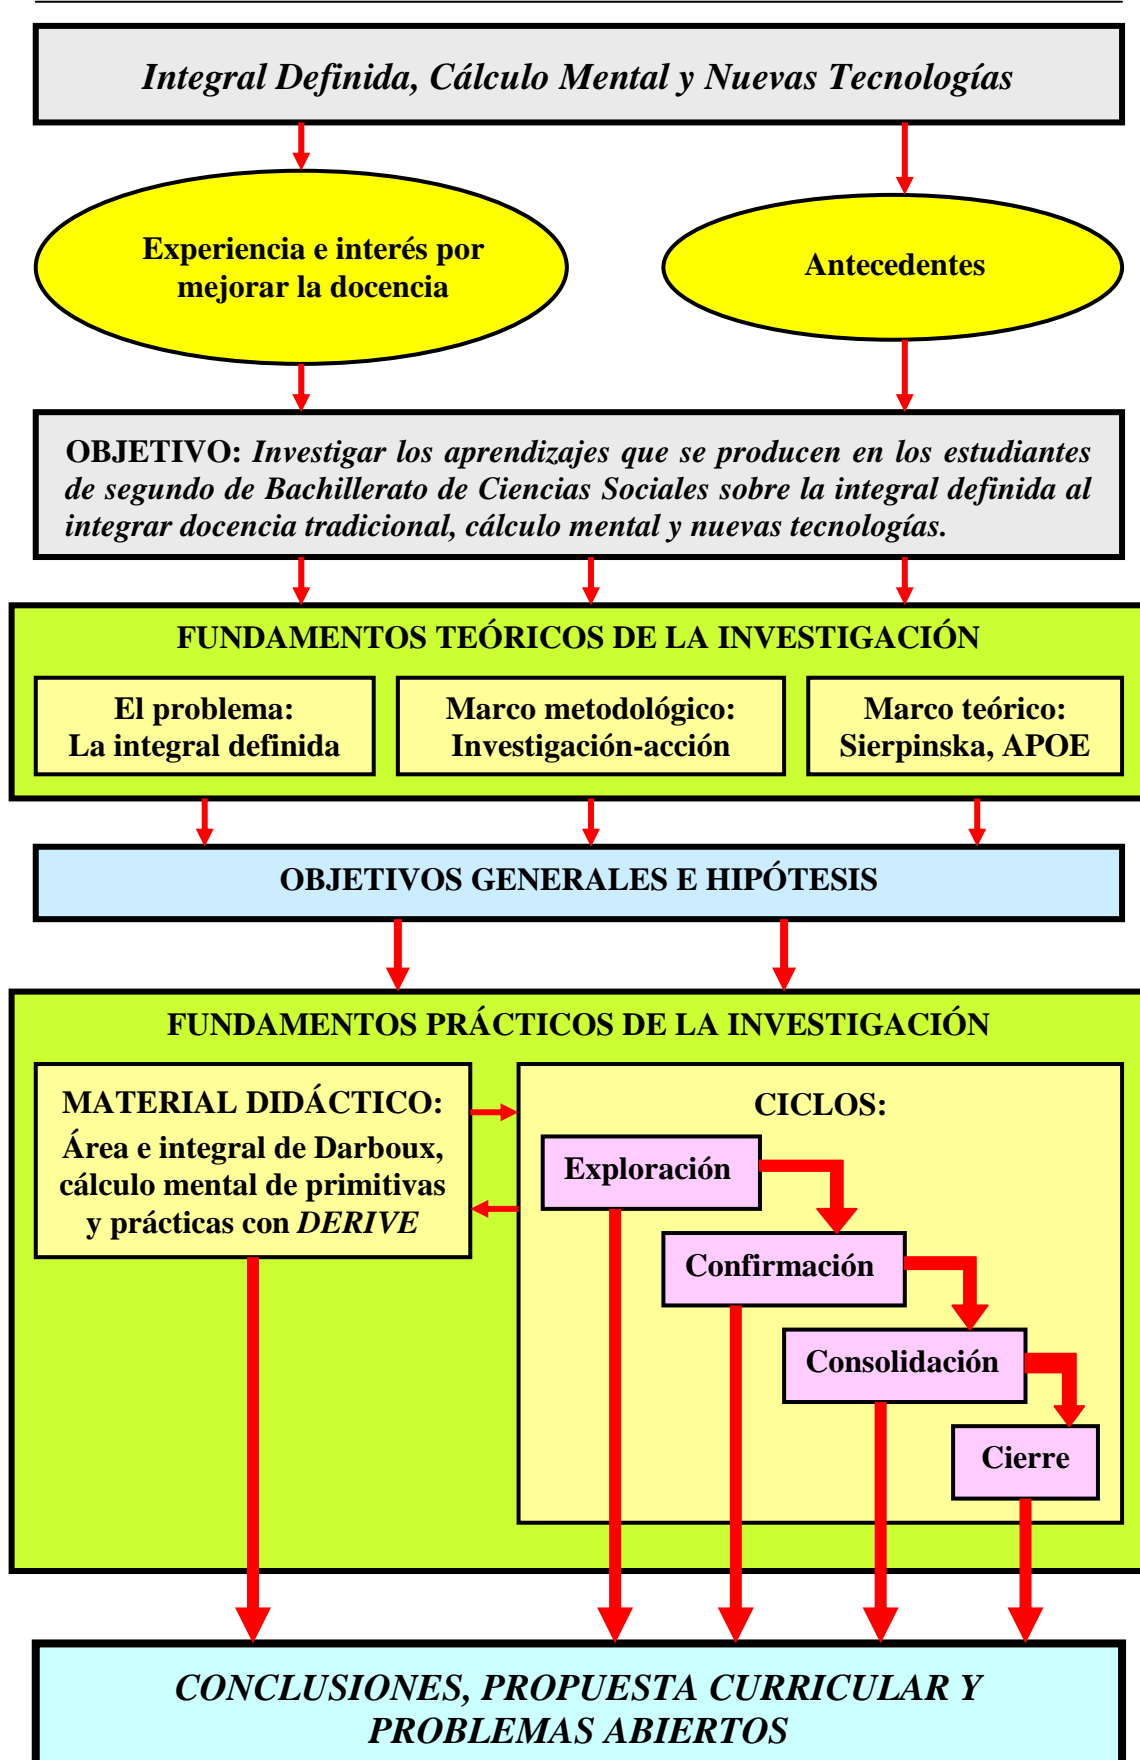 Integral Definida, Cálculo Mental y Nuevas Tecnologías
Experiencia e interés por
mejorar la docencia
Antecedentes
OBJETIVO: Investigar los aprendizajes que se producen en los estudiantes
de segundo de Bachillerato de Ciencias Sociales sobre la integral definida al
integrar docencia tradicional, cálculo mental y nuevas tecnologías.
FUNDAMENTOS TEÓRICOS DE LA INVESTIGACIÓN
El problema:
La integral definida
Marco metodológico:
Investigación-acción
Marco teórico:
Sierpinska, APOE
OBJETIVOS GENERALES E HIPÓTESIS
FUNDAMENTOS PRÁCTICOS DE LA INVESTIGACIÓN
MATERIAL DIDÁCTICO:
Área e integral de Darboux,
cálculo mental de primitivas
y prácticas con DERIVE
CICLOS:
Exploración
Confirmación
Consolidación
Cierre
CONCLUSIONES, PROPUESTA CURRICULAR Y
PROBLEMAS ABIERTOS